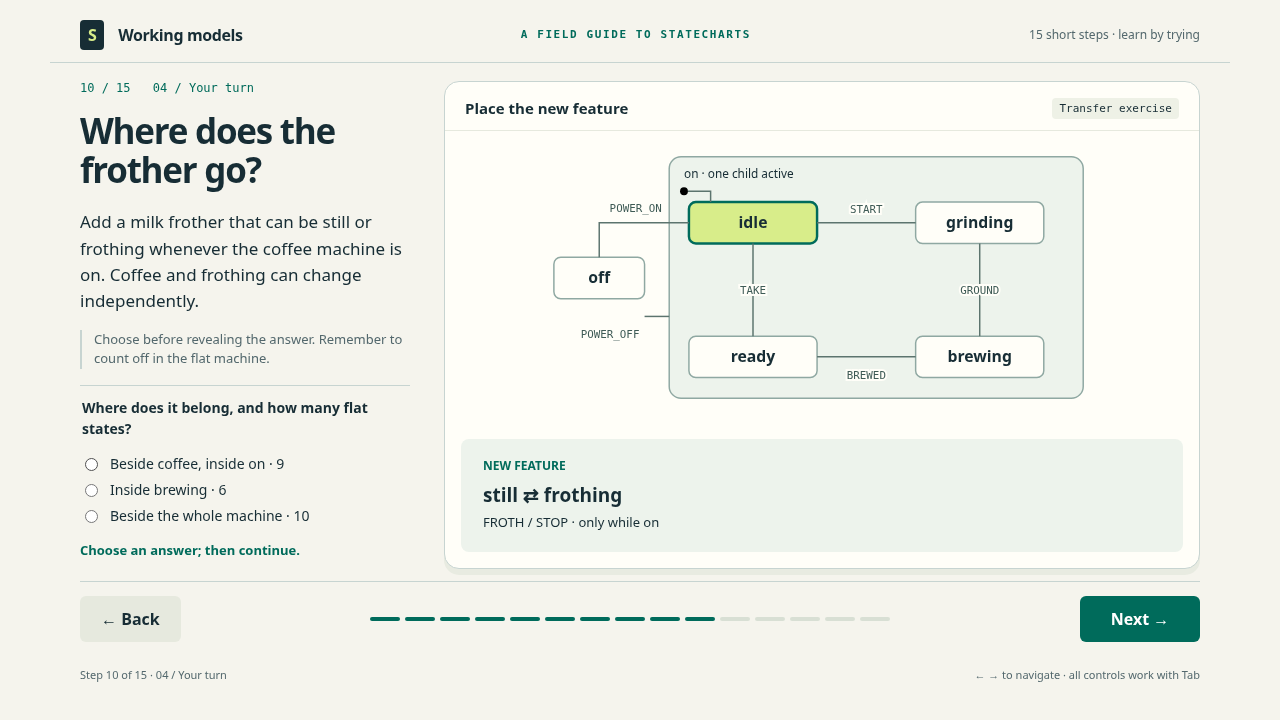 S Working models
A FIELD GUIDE TO STATECHARTS
15 short steps · learn by trying
10 / 15 04 / Your turn
Where does the
frother go?
Add a milk frother that can be still or
frothing whenever the coffee machine is
on. Coffee and frothing can change
independently.
Choose before revealing the answer. Remember to
count off in the flat machine.
Where does it belong, and how many flat
states?
Beside coffee, inside on · 9
Inside brewing · 6
Beside the whole machine · 10
Choose an answer; then continue.
Place the new feature
Transfer exercise
on · one child active
POWER_ON
idle
START
grinding
off
TAKE
GROUND
POWER_OFF
ready
brewing
BREWED
NEW FEATURE
still ⇄ frothing
FROTH / STOP · only while on
← Back
Next →
Step 10 of 15 · 04 / Your turn
← → to navigate · all controls work with Tab